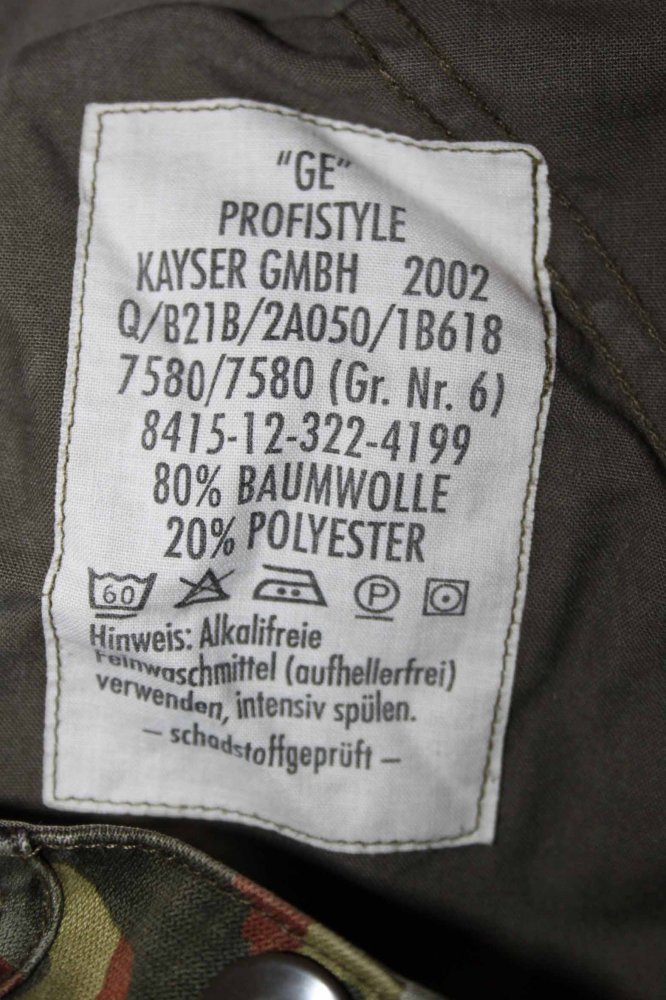 "GE"
PROFISTYLE
KAYSER GMBH 2002
Q/B21B/2A050/1B618
7580/7580 (Gr. Nr. 6)
8415-12-322-4199
80% BAUMWOLLE
20% POLYESTER
60 P
Hinweis: Alkalifreie
Feinwaschmittel (aufhellerfrei)
verwenden, intensiv spülen.
– schadstoffgeprüft –